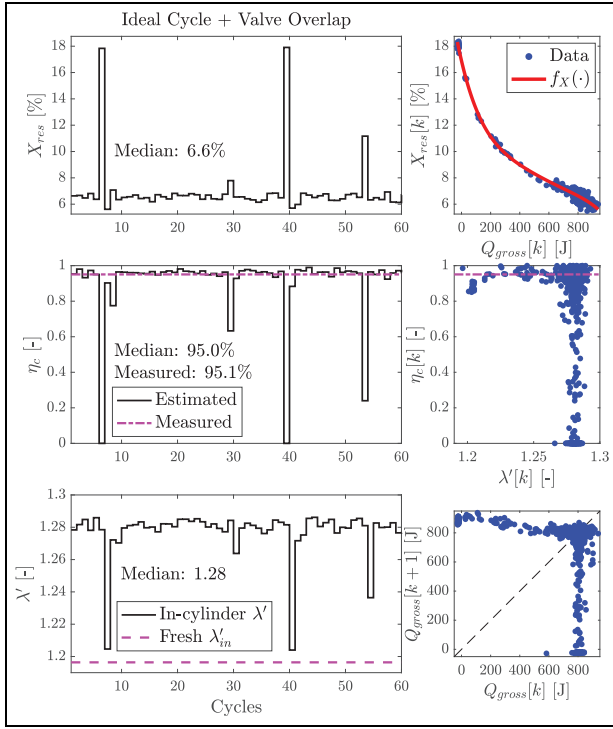 Ideal Cycle + Valve Overlap
X_res [%]
18
16
14
12
10
8
6
Median: 6.6%
10 20 30 40 50 60
X_res[k] [%]
18
16
14
12
10
8
6
Data
f_X(·)
0 200 400 600 800
Q_gross[k] [J]
η_c [-]
1
0.8
0.6
0.4
0.2
0
Median: 95.0%
Measured: 95.1%
Estimated
Measured
10 20 30 40 50 60
η_c[k] [-]
1
0.8
0.6
0.4
0.2
0
1.2 1.25 1.3
λ′[k] [-]
λ′ [-]
1.3
1.28
1.26
1.24
1.22
1.2
Median: 1.28
In-cylinder λ′
Fresh λ′_in
10 20 30 40 50 60
Cycles
Q_gross[k + 1] [J]
800
600
400
200
0
0 200 400 600 800
Q_gross[k] [J]